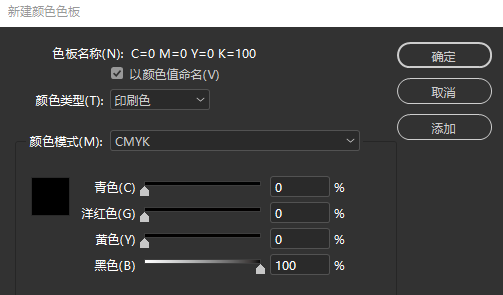 新建颜色色板
色板名称(N): C=0 M=0 Y=0 K=100
以颜色值命名(V)
颜色类型(T): 印刷色
颜色模式(M): CMYK
青色(C) 0 %
洋红色(G) 0 %
黄色(Y) 0 %
黑色(B) 100 %
确定
取消
添加